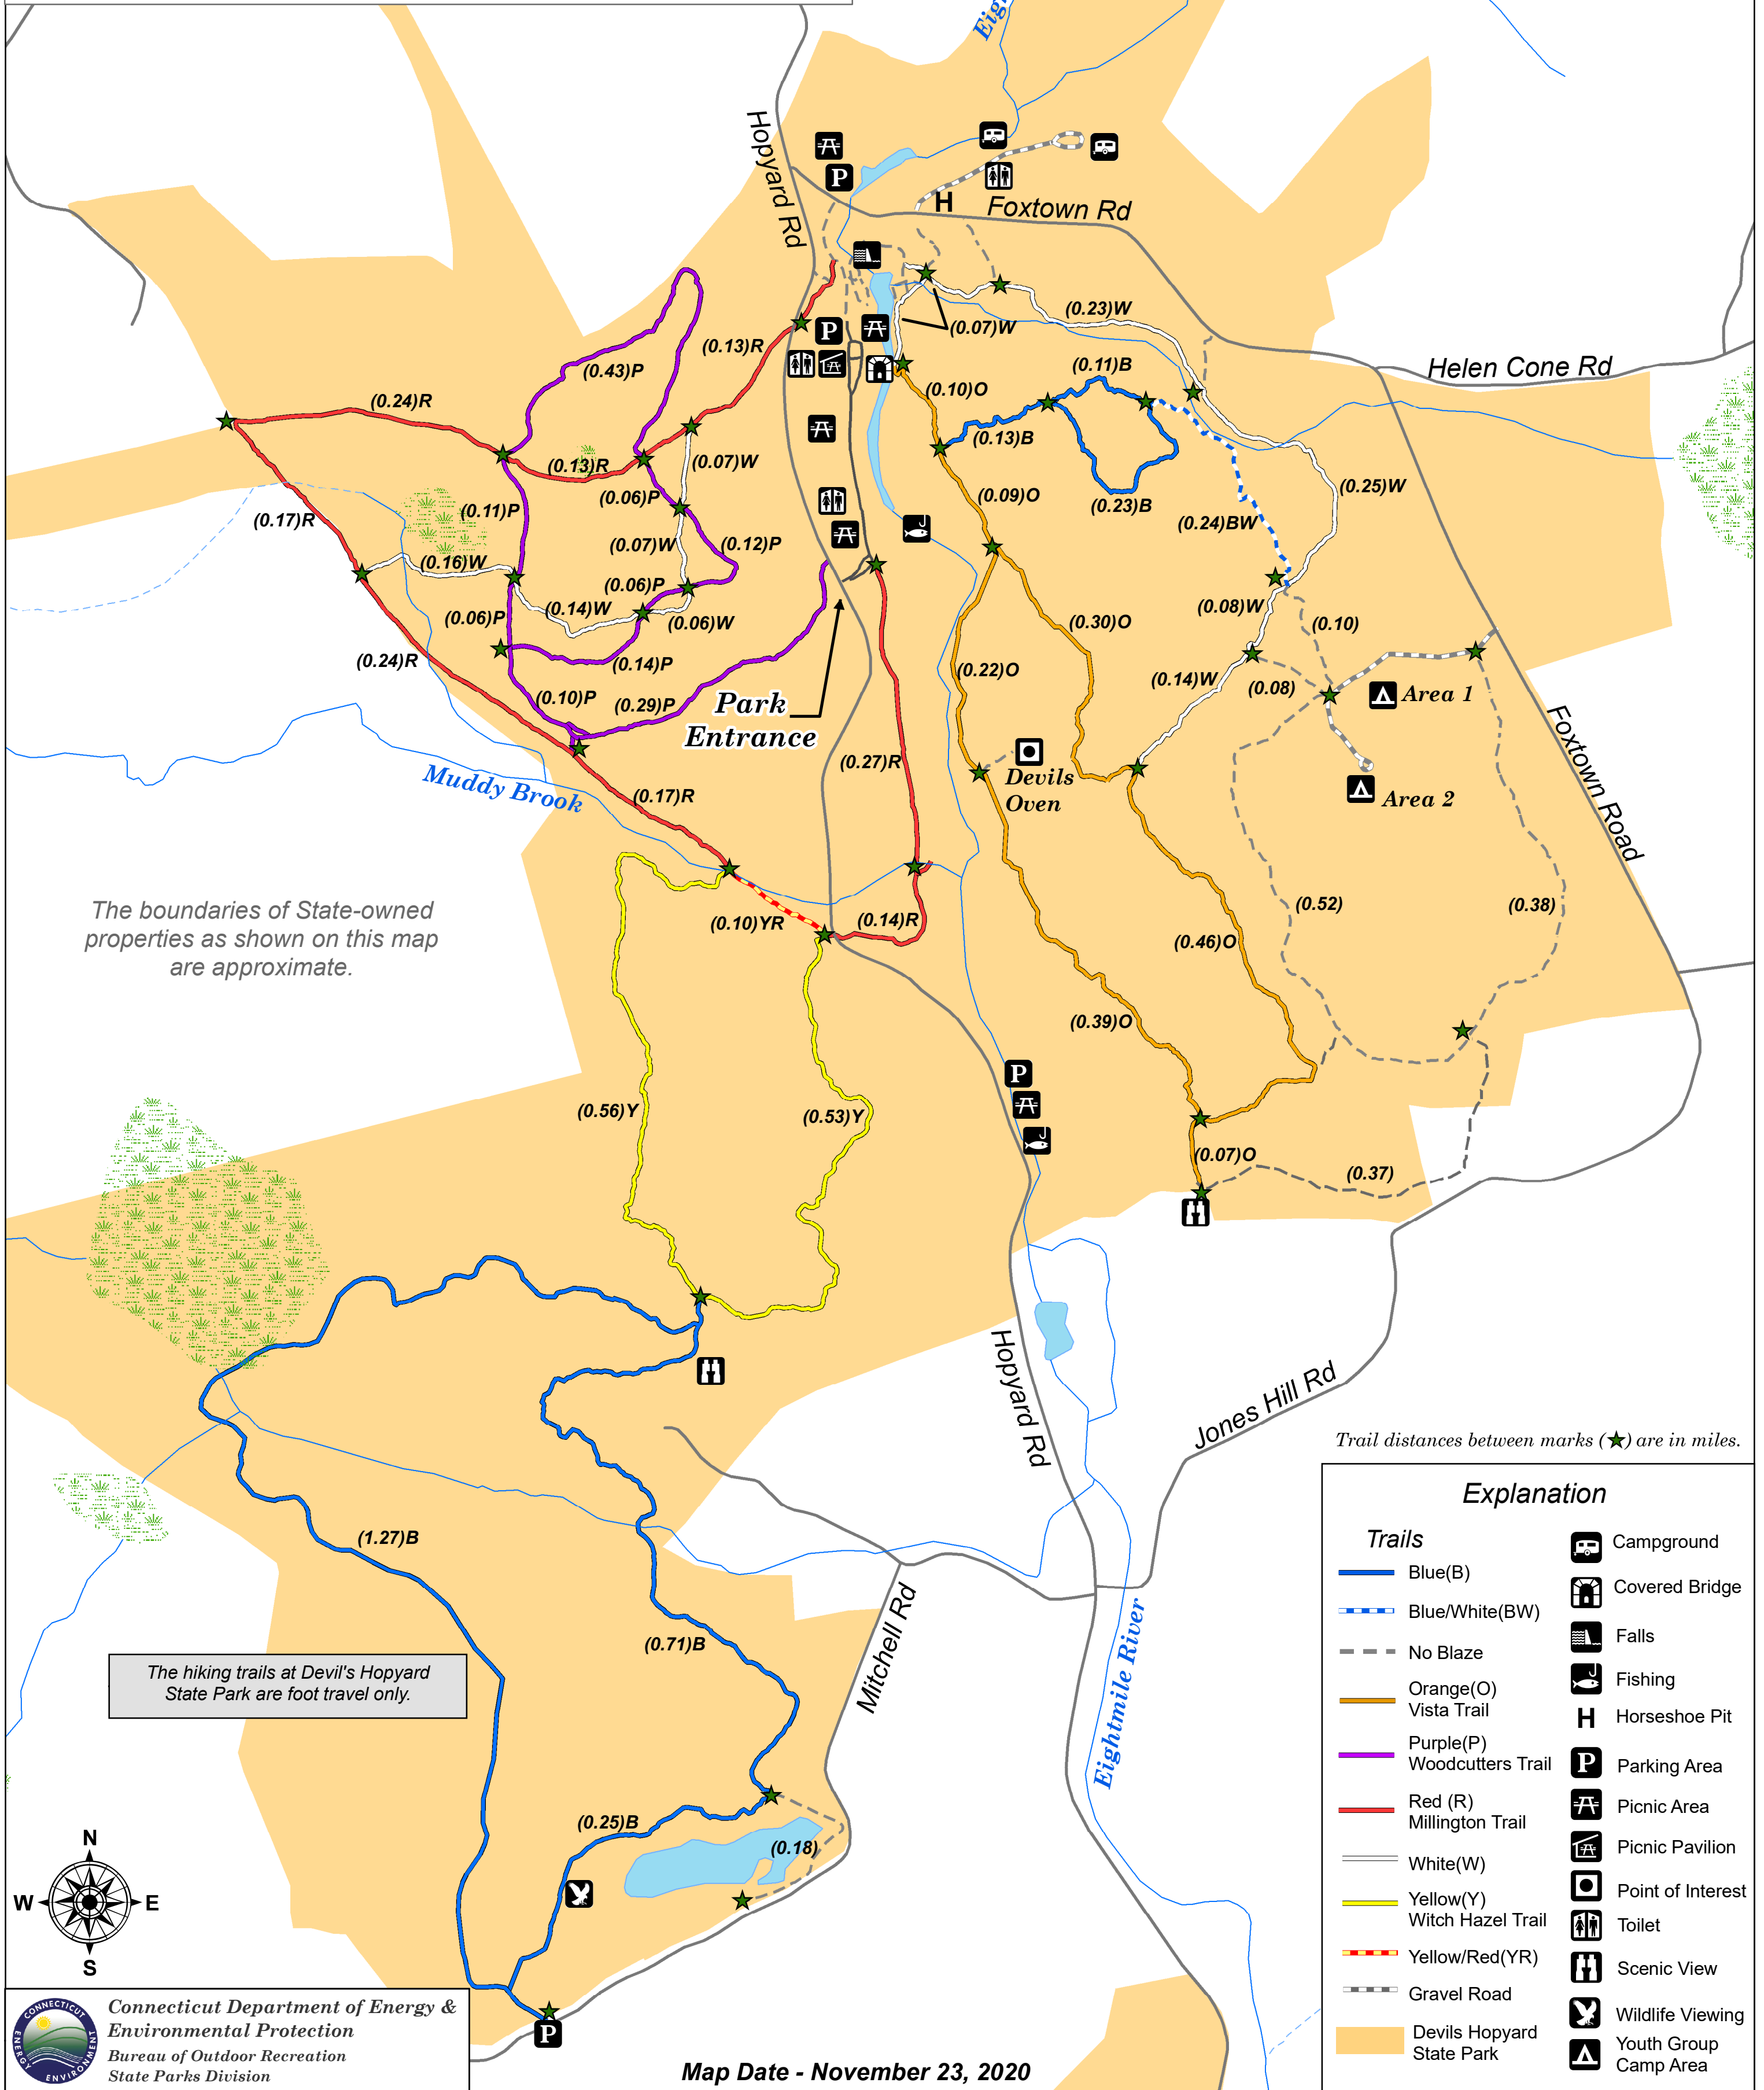 Eig
Hopyard Rd
H
Foxtown Rd
(0.23)W
(0.07)W
(0.13)R
(0.43)P
(0.11)B
Helen Cone Rd
(0.24)R
(0.10)O
(0.13)B
(0.13)R
(0.07)W
(0.06)P
(0.09)O
(0.23)B
(0.25)W
(0.17)R
(0.11)P
(0.24)BW
(0.07)W
(0.12)P
(0.16)W
(0.06)P
(0.14)W
(0.06)P
(0.06)W
(0.08)W
(0.10)
(0.30)O
(0.24)R
(0.14)P
(0.22)O
(0.14)W
(0.08)
Area 1
(0.10)P
(0.29)P
Park
Entrance
Foxtown Road
(0.27)R
Devils
Oven
Muddy Brook
(0.17)R
Area 2
The boundaries of State-owned
properties as shown on this map
are approximate.
(0.10)YR
(0.14)R
(0.52)
(0.38)
(0.46)O
(0.39)O
P
P
P
(0.56)Y
(0.53)Y
(0.07)O
(0.37)
Hopyard Rd
Jones Hill Rd
(1.27)B
(0.71)B
Mitchell Rd
Eightmile River
The hiking trails at Devil's Hopyard
State Park are foot travel only.
(0.25)B
(0.18)
N
W
E
S
P
Trail distances between marks (★) are in miles.
Explanation
Trails
Blue(B)
Blue/White(BW)
No Blaze
Orange(O)
Vista Trail
Purple(P)
Woodcutters Trail
Red (R)
Millington Trail
White(W)
Yellow(Y)
Witch Hazel Trail
Yellow/Red(YR)
Gravel Road
Devils Hopyard
State Park
Campground
Covered Bridge
Falls
Fishing
H Horseshoe Pit
P Parking Area
Picnic Area
Picnic Pavilion
Point of Interest
Toilet
Scenic View
Wildlife Viewing
Youth Group
Camp Area
CONNECTICUT
ENERGY
ENVIRONMENT
Connecticut Department of Energy &
Environmental Protection
Bureau of Outdoor Recreation
State Parks Division
Map Date - November 23, 2020